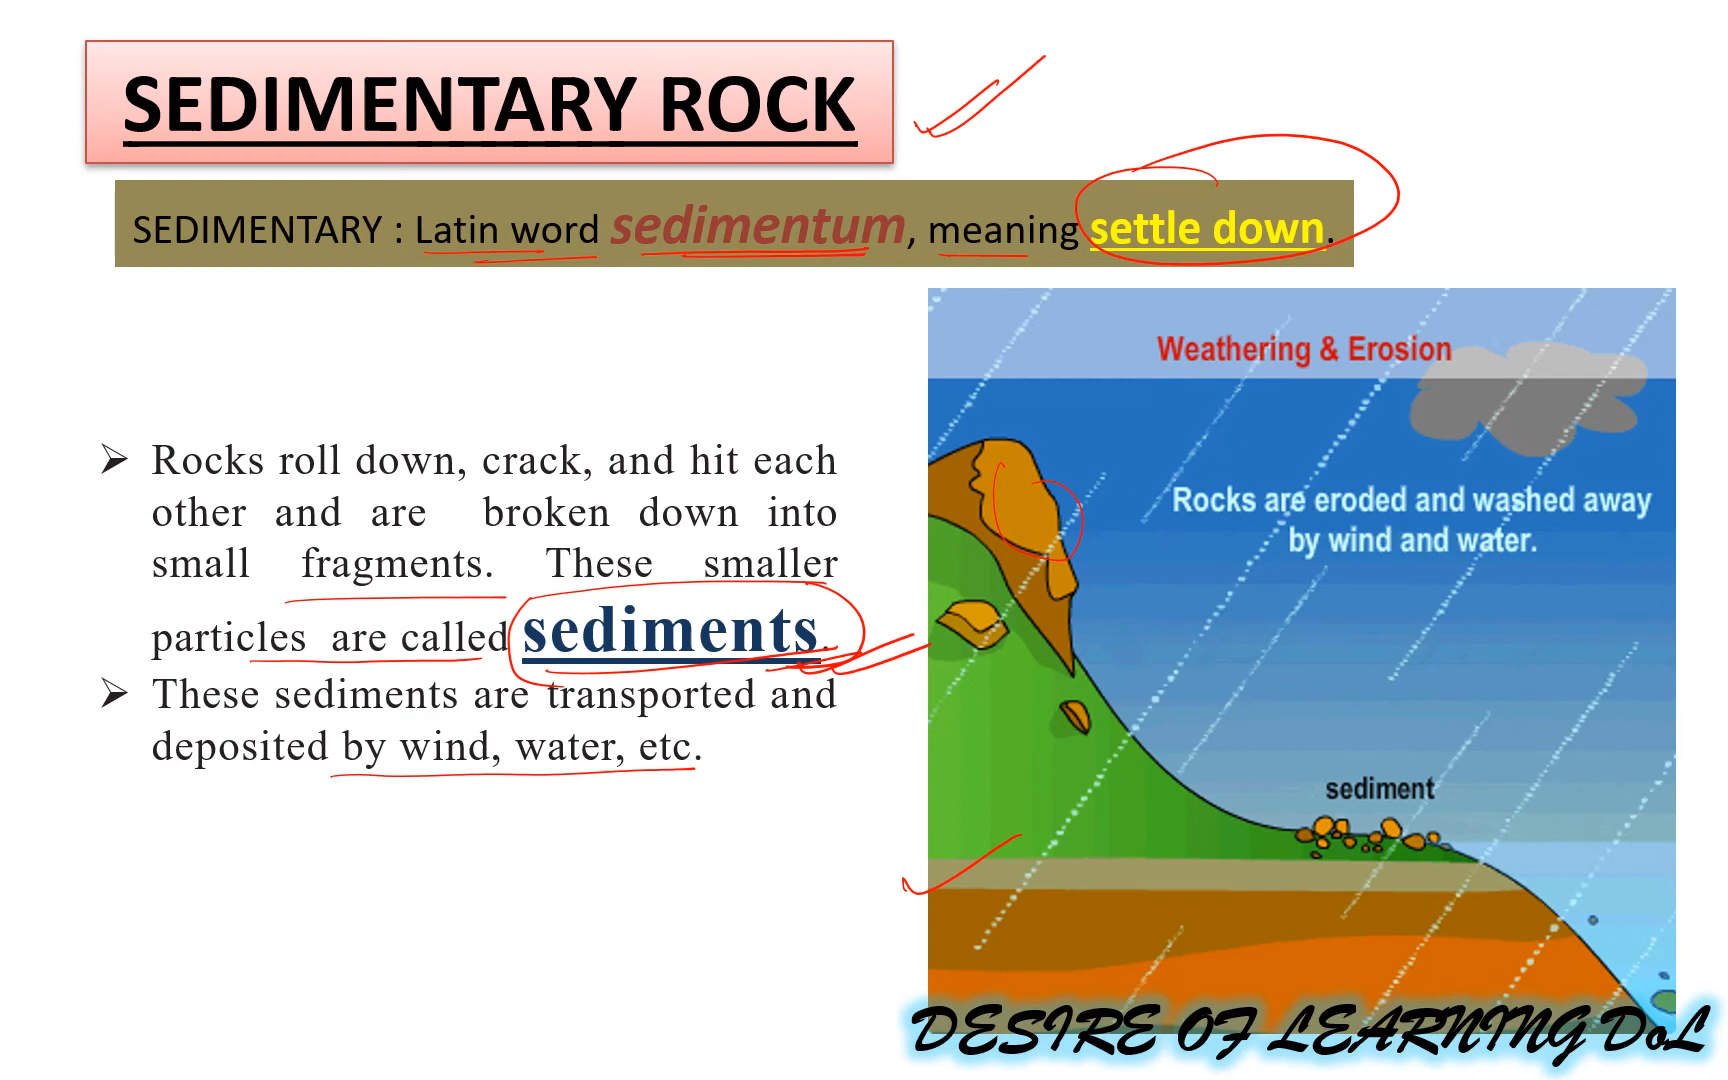 SEDIMENTARY ROCK
SEDIMENTARY : Latin word sedimentum, meaning settle down.
Weathering & Erosion
Rocks are eroded and washed away
by wind and water.
➢ Rocks roll down, crack, and hit each
other and are broken down into
small fragments. These smaller
particles are called sediments.
➢ These sediments are transported and
deposited by wind, water, etc.
sediment
DESIRE OF LEARNING DoL